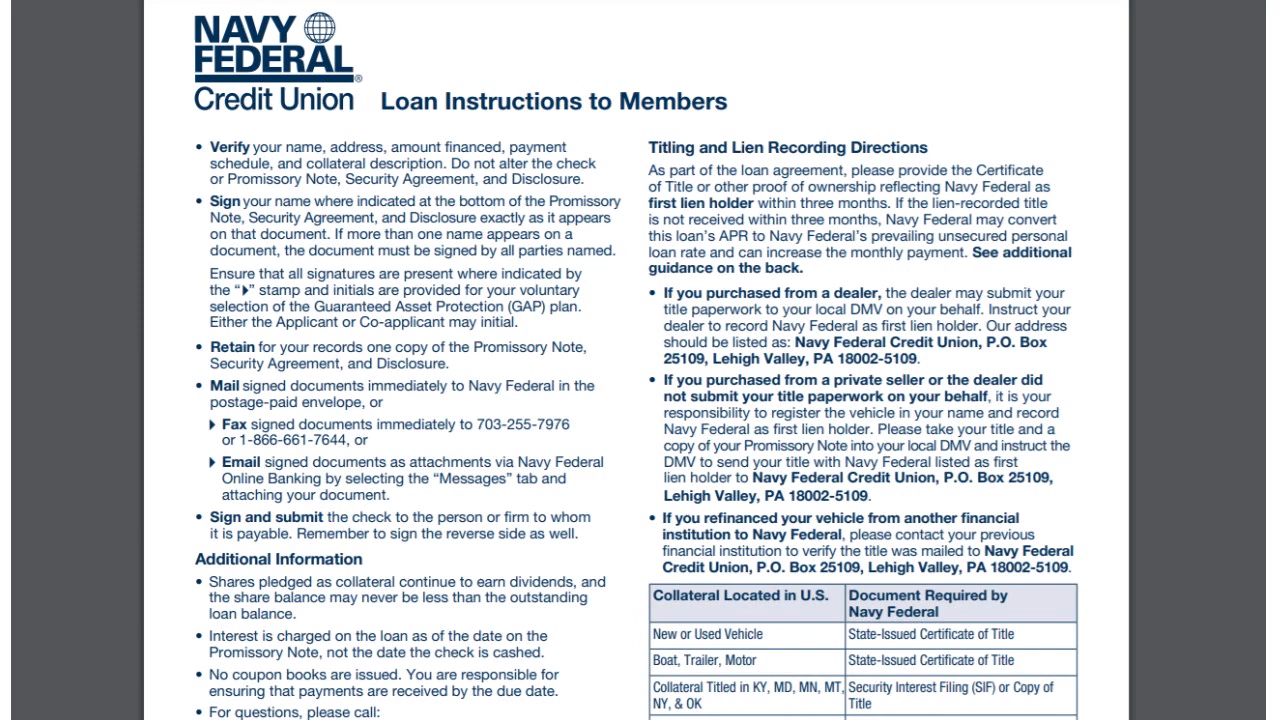 NAVY
FEDERAL®
Credit Union
Loan Instructions to Members
• Verify your name, address, amount financed, payment
schedule, and collateral description. Do not alter the check
or Promissory Note, Security Agreement, and Disclosure.
• Sign your name where indicated at the bottom of the Promissory
Note, Security Agreement, and Disclosure exactly as it appears
on that document. If more than one name appears on a
document, the document must be signed by all parties named.
Ensure that all signatures are present where indicated by
the “▶” stamp and initials are provided for your voluntary
selection of the Guaranteed Asset Protection (GAP) plan.
Either the Applicant or Co-applicant may initial.
• Retain for your records one copy of the Promissory Note,
Security Agreement, and Disclosure.
• Mail signed documents immediately to Navy Federal in the
postage-paid envelope, or
▶ Fax signed documents immediately to 703-255-7976
or 1-866-661-7644, or
▶ Email signed documents as attachments via Navy Federal
Online Banking by selecting the “Messages” tab and
attaching your document.
• Sign and submit the check to the person or firm to whom
it is payable. Remember to sign the reverse side as well.
Additional Information
• Shares pledged as collateral continue to earn dividends, and
the share balance may never be less than the outstanding
loan balance.
• Interest is charged on the loan as of the date on the
Promissory Note, not the date the check is cashed.
• No coupon books are issued. You are responsible for
ensuring that payments are received by the due date.
• For questions, please call:
Titling and Lien Recording Directions
As part of the loan agreement, please provide the Certificate
of Title or other proof of ownership reflecting Navy Federal as
first lien holder within three months. If the lien-recorded title
is not received within three months, Navy Federal may convert
this loan’s APR to Navy Federal’s prevailing unsecured personal
loan rate and can increase the monthly payment. See additional
guidance on the back.
• If you purchased from a dealer, the dealer may submit your
title paperwork to your local DMV on your behalf. Instruct your
dealer to record Navy Federal as first lien holder. Our address
should be listed as: Navy Federal Credit Union, P.O. Box
25109, Lehigh Valley, PA 18002-5109.
• If you purchased from a private seller or the dealer did
not submit your title paperwork on your behalf, it is your
responsibility to register the vehicle in your name and record
Navy Federal as first lien holder. Please take your title and a
copy of your Promissory Note into your local DMV and instruct the
DMV to send your title with Navy Federal listed as first
lien holder to Navy Federal Credit Union, P.O. Box 25109,
Lehigh Valley, PA 18002-5109.
• If you refinanced your vehicle from another financial
institution to Navy Federal, please contact your previous
financial institution to verify the title was mailed to Navy Federal
Credit Union, P.O. Box 25109, Lehigh Valley, PA 18002-5109.
Collateral Located in U.S.
Document Required by
Navy Federal
New or Used Vehicle
State-Issued Certificate of Title
Boat, Trailer, Motor
State-Issued Certificate of Title
Collateral Titled in KY, MD, MN, MT,
NY, & OK
Security Interest Filing (SIF) or Copy of
Title